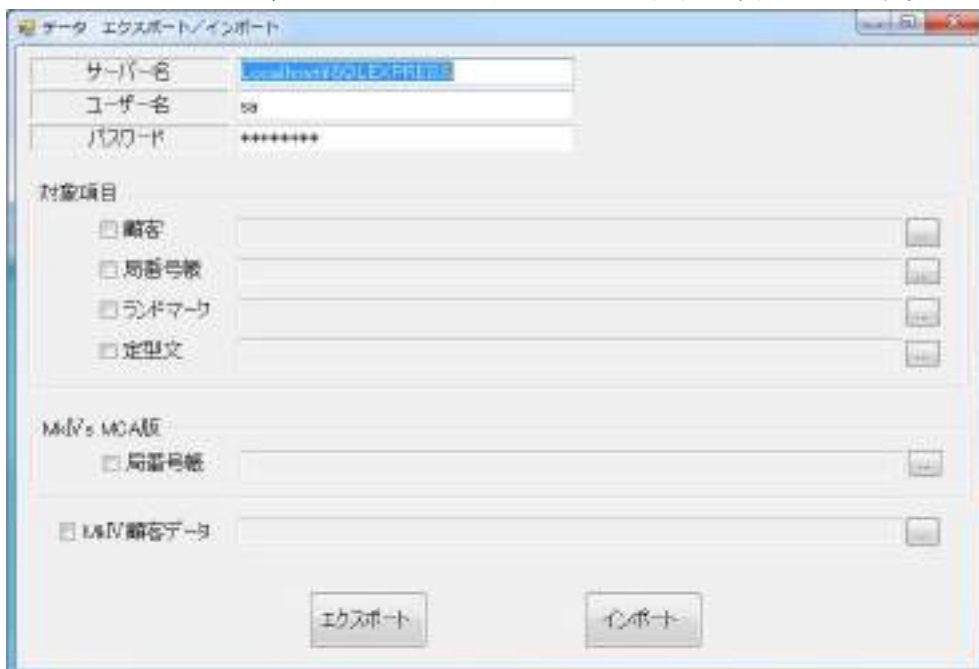 データ エクスポート/インポート
サーバー名
ユーザー名 sa
パスワード ********
対象項目
顧客 ...
局番号帳 ...
ランドマーク ...
定型文 ...
MkIV's MCA版
局番号帳 ...
MkIV顧客データ ...
エクスポート インポート